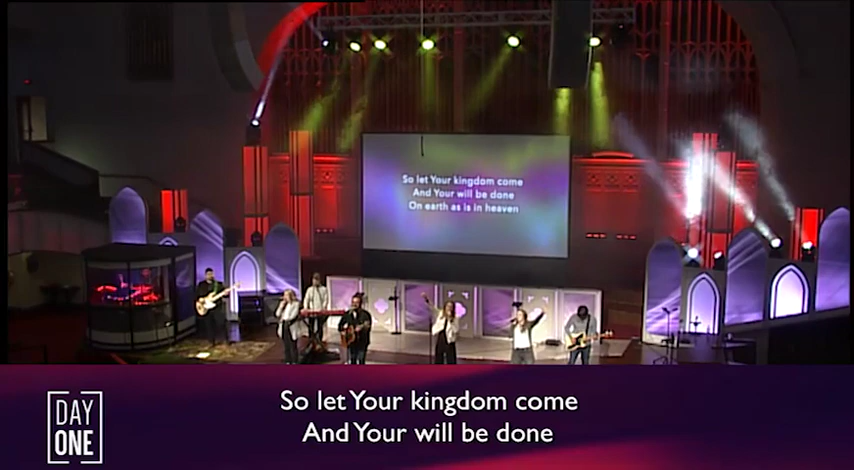 So let Your kingdom come
And Your will be done
On earth as is in heaven
DAY
ONE
So let Your kingdom come
And Your will be done